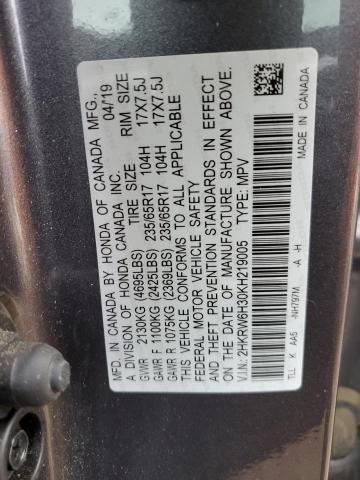 MFD. IN CANADA BY HONDA OF CANADA MFG., 04/19
A DIVISION OF HONDA CANADA INC.
TIRE SIZE RIM SIZE
GVWR 2130KG (4695LBS)
GAWR F 1100KG (2425LBS) 235/65R17 104H 17X7.5J
GAWR R 1075KG (2369LBS) 235/65R17 104H 17X7.5J
THIS VEHICLE CONFORMS TO ALL APPLICABLE
FEDERAL MOTOR VEHICLE SAFETY AND
THEFT PREVENTION STANDARDS IN EFFECT
ON THE DATE OF MANUFACTURE SHOWN ABOVE.
V.I.N.: 2HKRW6H30KH219005 TYPE: MPV
TLL K AA5 -NH797M -A -H
MADE IN CANADA